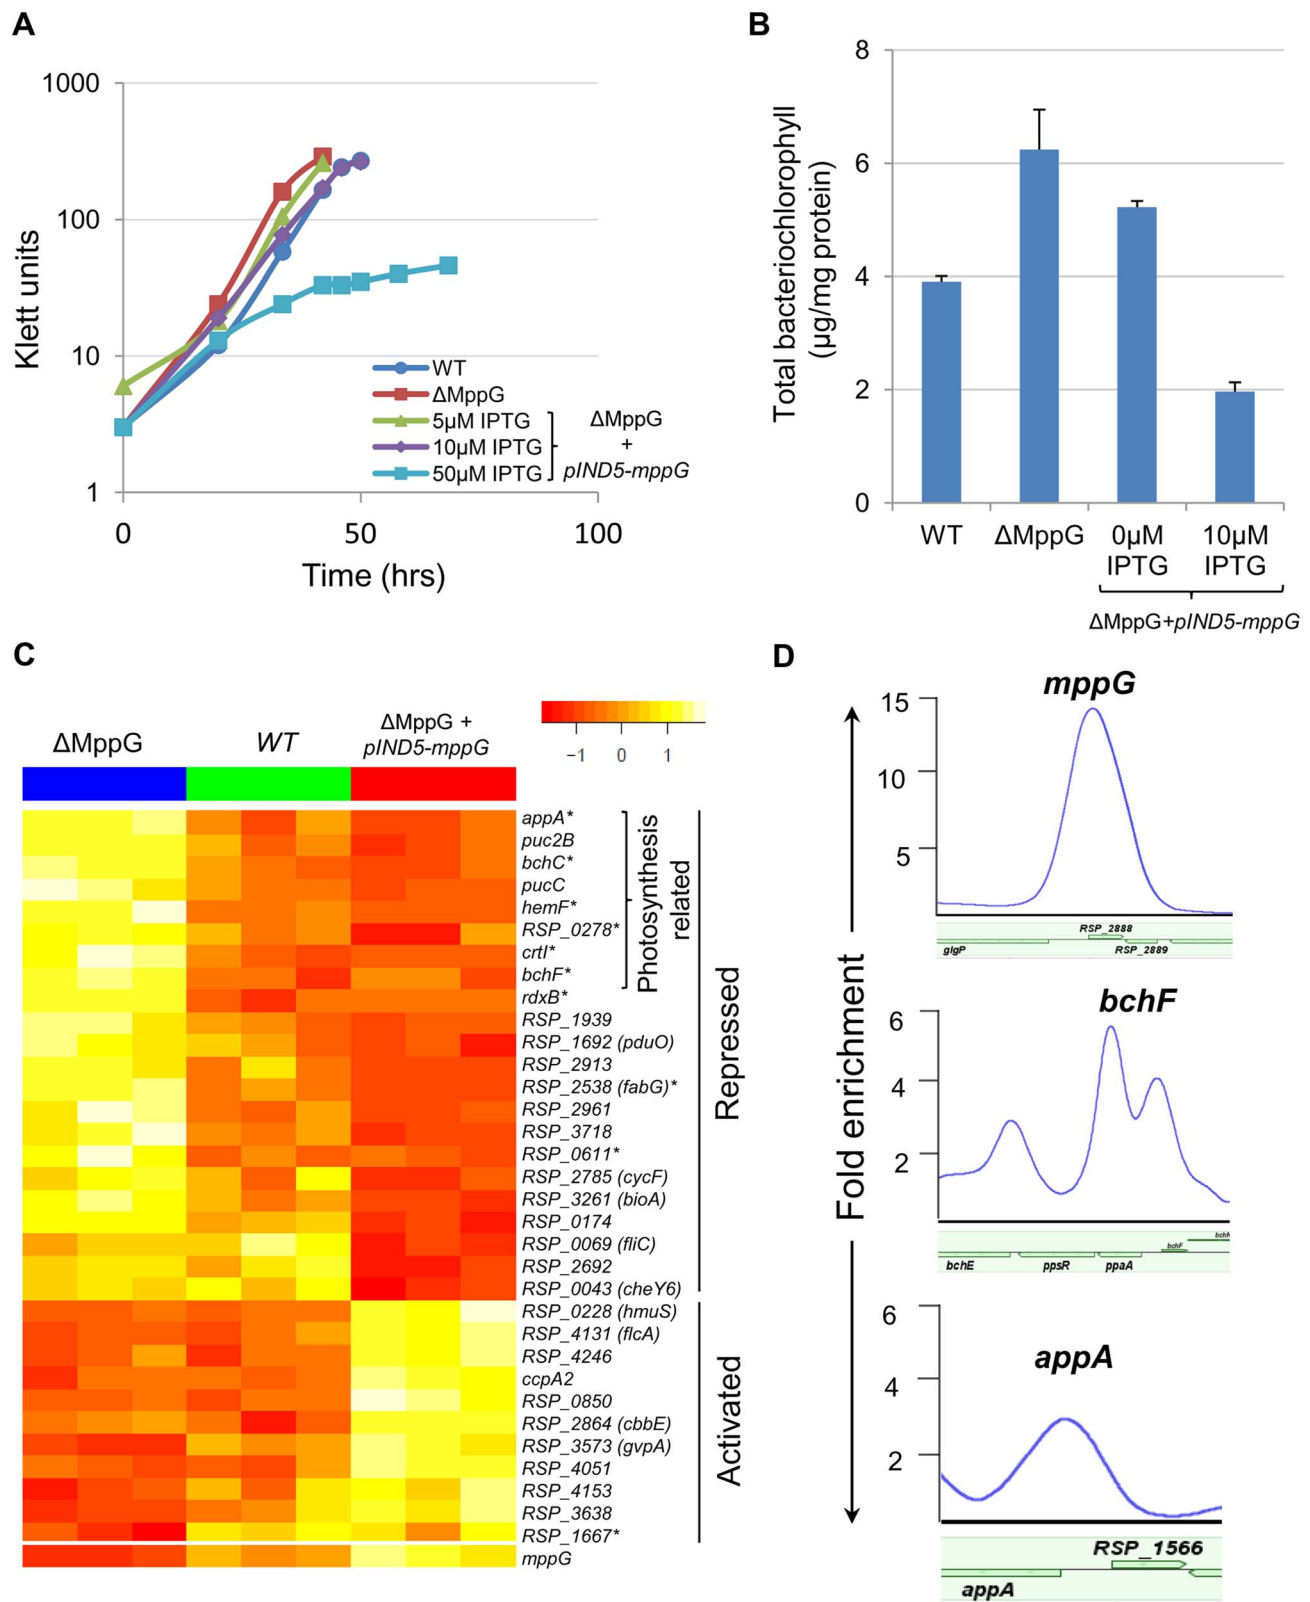 A
1000
100
10
1
Klett units
0
50
100
Time (hrs)
WT
ΔMppG
5µM IPTG
10µM IPTG
50µM IPTG
ΔMppG
+
pIND5-mppG
B
8
6
4
2
0
Total bacteriochlorophyll
(µg/mg protein)
WT
ΔMppG
0µM
IPTG
10µM
IPTG
ΔMppG+pIND5-mppG
C
ΔMppG
WT
ΔMppG +
pIND5-mppG
−1
0
1
appA*
puc2B
bchC*
pucC
hemF*
RSP_0278*
crtI*
bchF*
rdxB*
RSP_1939
RSP_1692 (pduO)
RSP_2913
RSP_2538 (fabG)*
RSP_2961
RSP_3718
RSP_0611*
RSP_2785 (cycF)
RSP_3261 (bioA)
RSP_0174
RSP_0069 (fliC)
RSP_2692
RSP_0043 (cheY6)
RSP_0228 (hmuS)
RSP_4131 (flcA)
RSP_4246
ccpA2
RSP_0850
RSP_2864 (cbbE)
RSP_3573 (gvpA)
RSP_4051
RSP_4153
RSP_3638
RSP_1667*
mppG
Photosynthesis
related
Repressed
Activated
D
Fold enrichment
mppG
15
10
5
RSP_2888
glgP
RSP_2889
bchF
6
4
2
bchN
bchF
bchE
ppsR
ppaA
appA
6
4
2
RSP_1566
appA